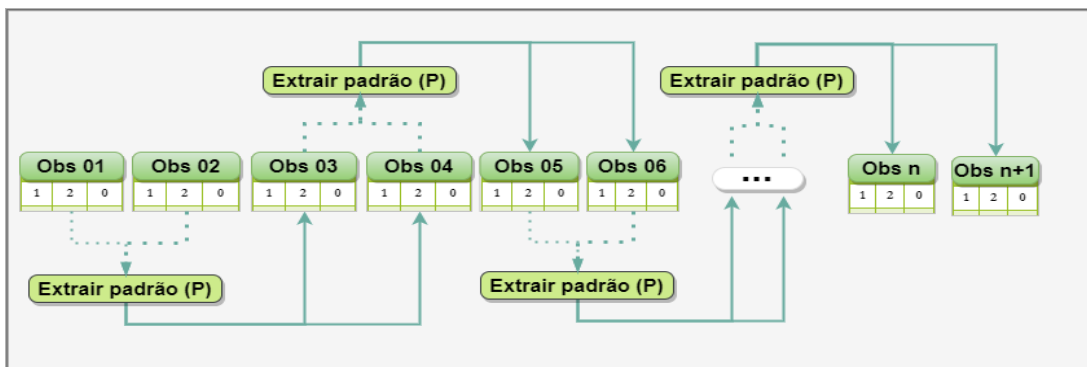 Extrair padrão (P)
Extrair padrão (P)
Obs 01
Obs 02
Obs 03
Obs 04
Obs 05
Obs 06
...
Obs n
Obs n+1
1 2 0
1 2 0
1 2 0
1 2 0
1 2 0
1 2 0
1 2 0
1 2 0
Extrair padrão (P)
Extrair padrão (P)